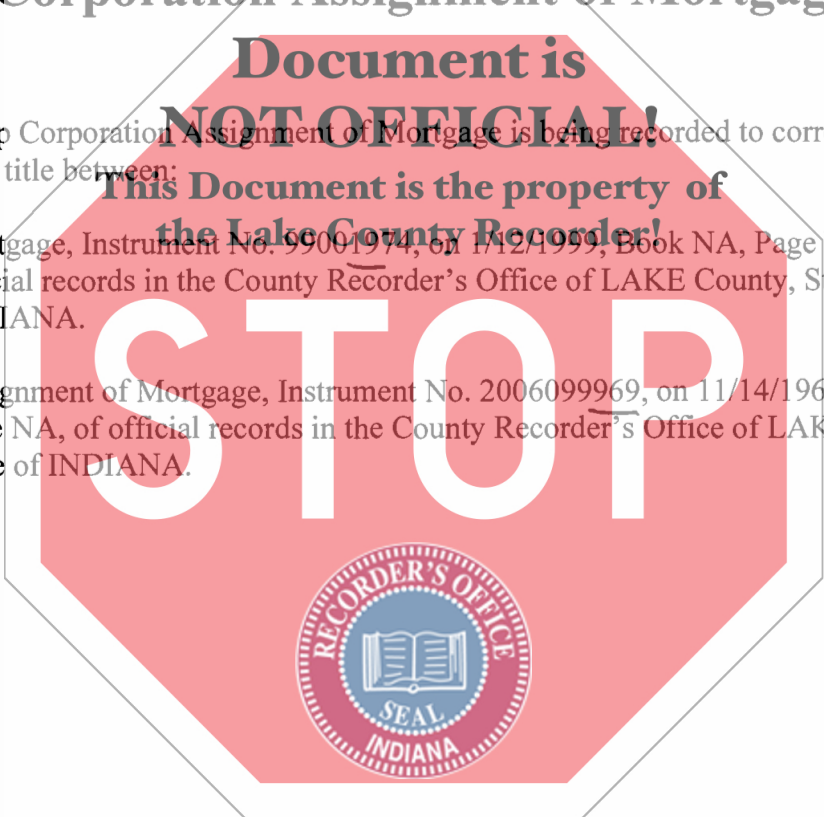 Corporation Assignment of Mortgag
Document is
NOT OFFICIAL!
Corporation Assignment of Mortgage is being recorded to corr
title between:
This Document is the property of
the Lake County Recorder!
tgage, Instrument No. 99001974, on 1/12/1999, Book NA, Page
ial records in the County Recorder's Office of LAKE County, S
IANA.
STOP
gnment of Mortgage, Instrument No. 2006099969, on 11/14/196
NA, of official records in the County Recorder's Office of LAK
e of INDIANA.
RECORDER'S OFFICE
SEAL
INDIANA